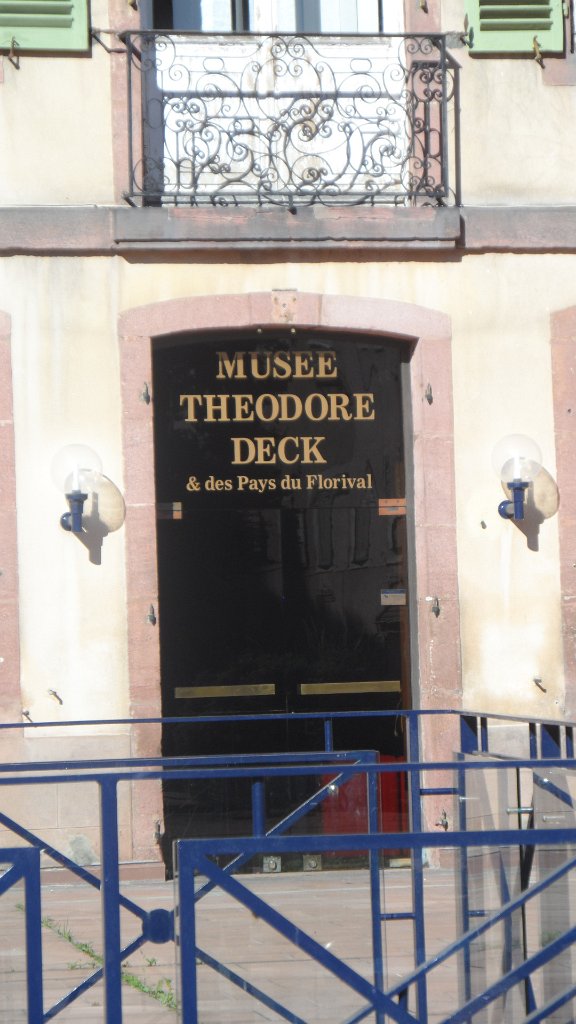 MUSEE
THEODORE
DECK
& des Pays du Florival